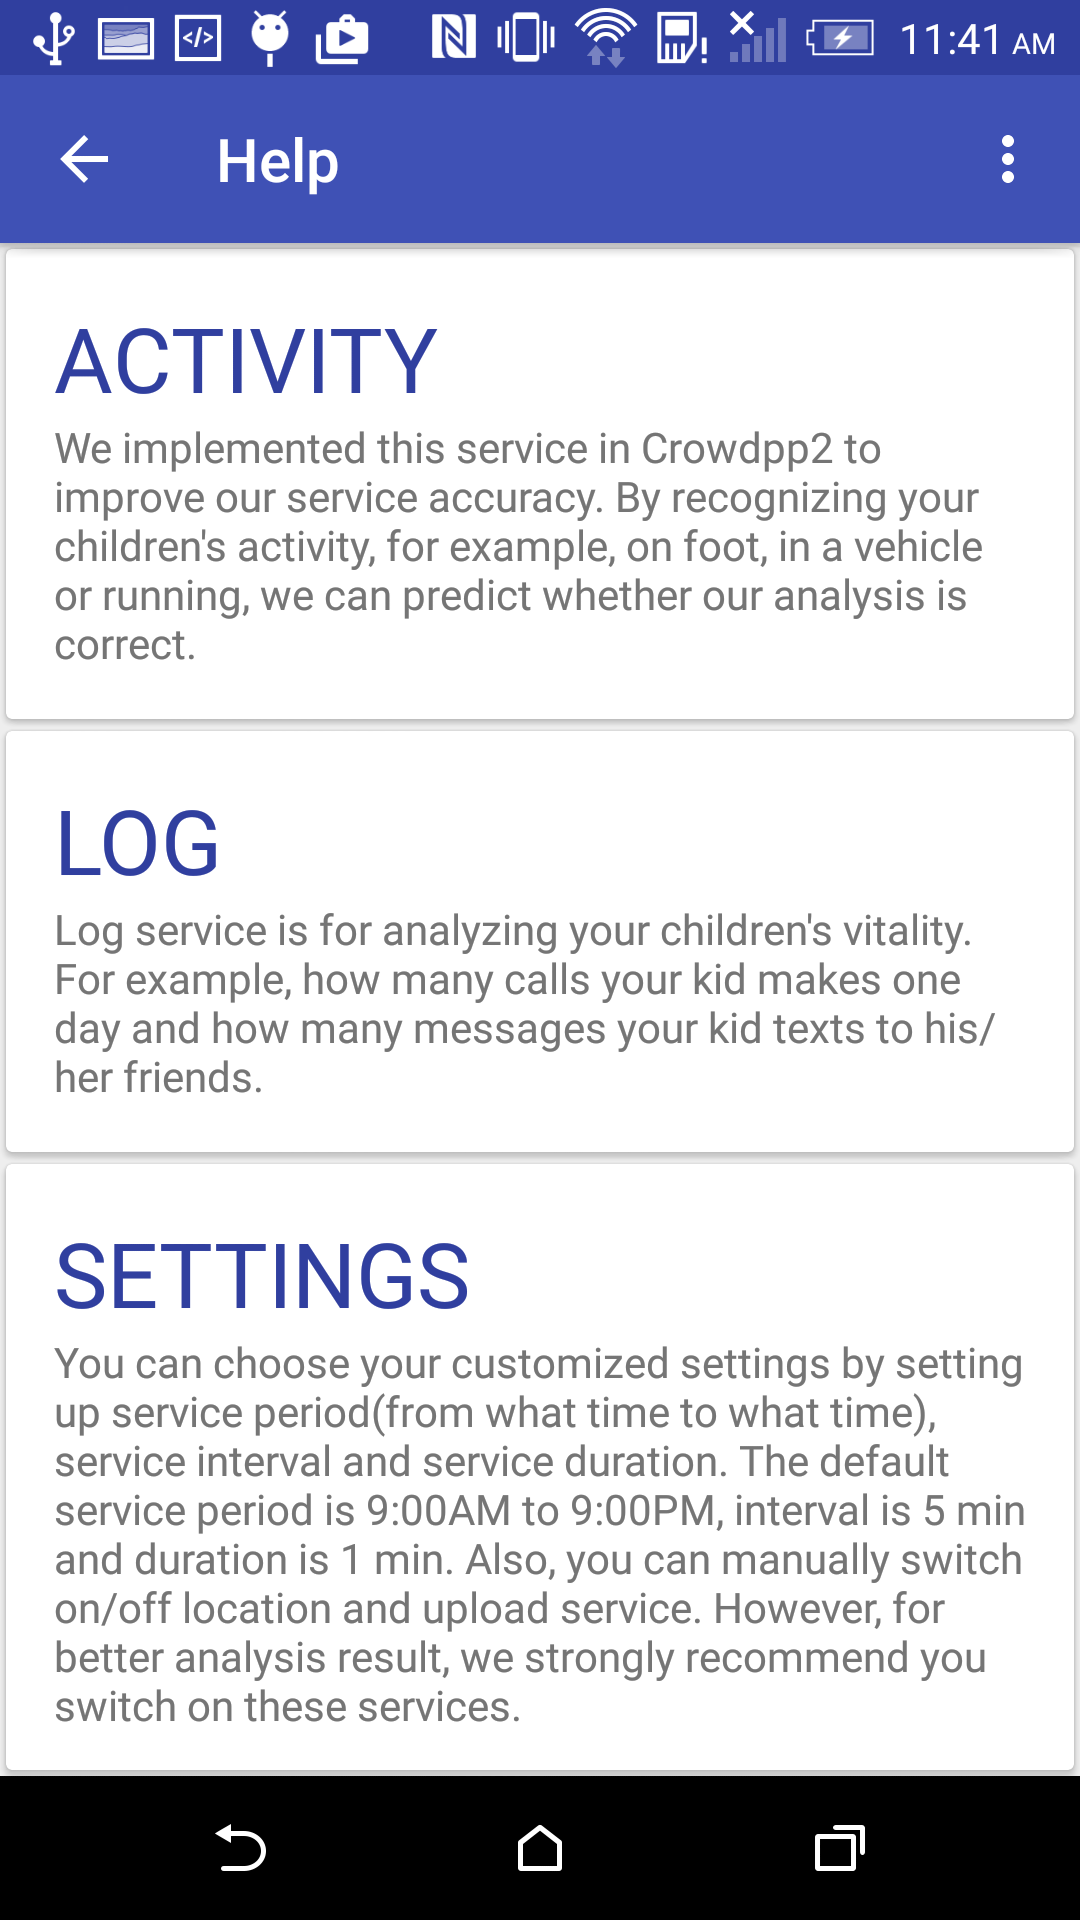 11:41 AM
Help
ACTIVITY
We implemented this service in Crowdpp2 to
improve our service accuracy. By recognizing your
children's activity, for example, on foot, in a vehicle
or running, we can predict whether our analysis is
correct.
LOG
Log service is for analyzing your children's vitality.
For example, how many calls your kid makes one
day and how many messages your kid texts to his/
her friends.
SETTINGS
You can choose your customized settings by setting
up service period(from what time to what time),
service interval and service duration. The default
service period is 9:00AM to 9:00PM, interval is 5 min
and duration is 1 min. Also, you can manually switch
on/off location and upload service. However, for
better analysis result, we strongly recommend you
switch on these services.